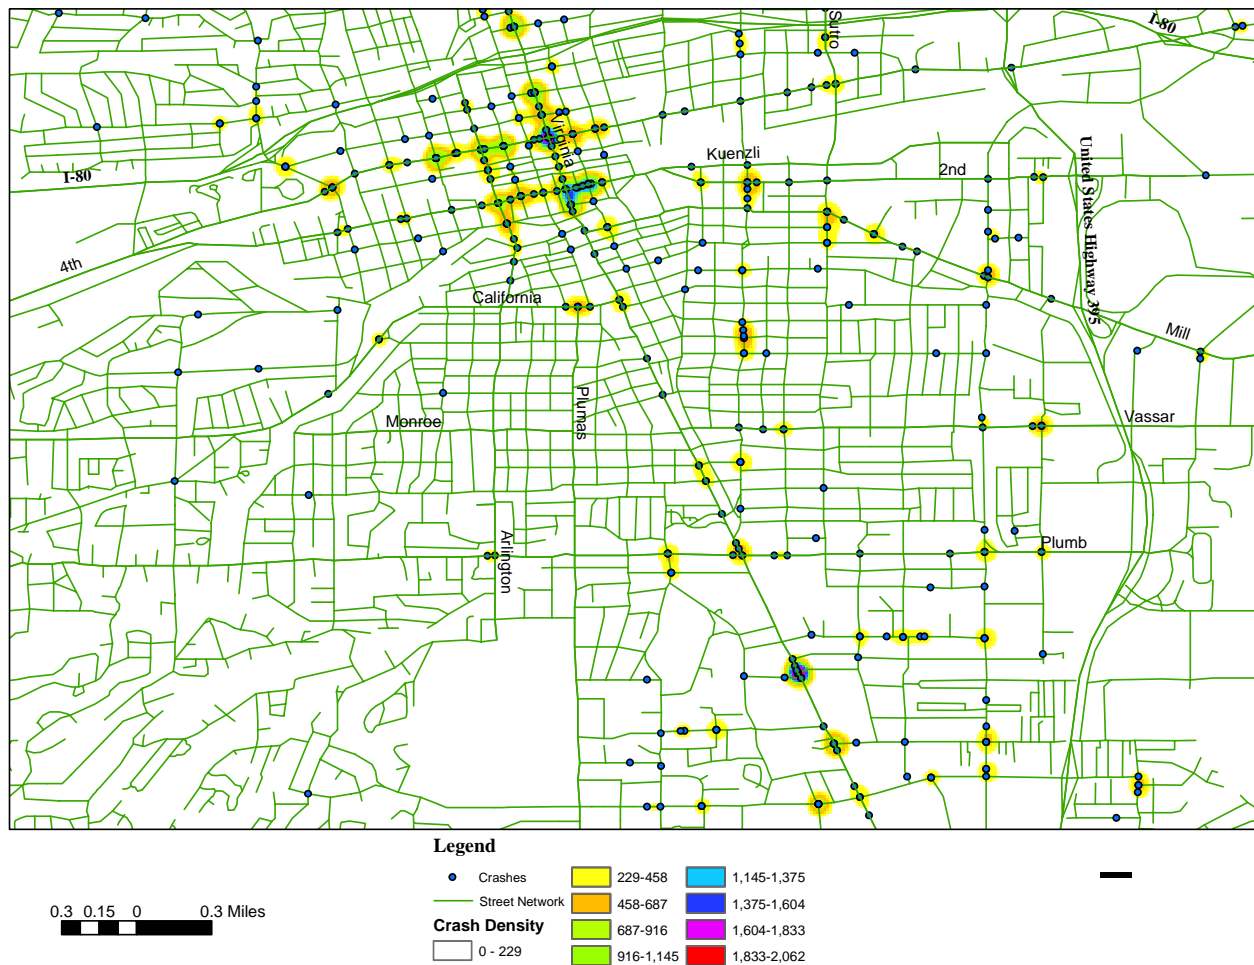 I-80
Sutro
Virginia
I-80
Kuenzli
2nd
United States Highway 395
4th
California
Mill
Plumas
Monroe
Vassar
Arlington
Plumb
Legend
Crashes
Street Network
Crash Density
0 - 229
229-458
458-687
687-916
916-1,145
1,145-1,375
1,375-1,604
1,604-1,833
1,833-2,062
0.3 0.15 0 0.3 Miles